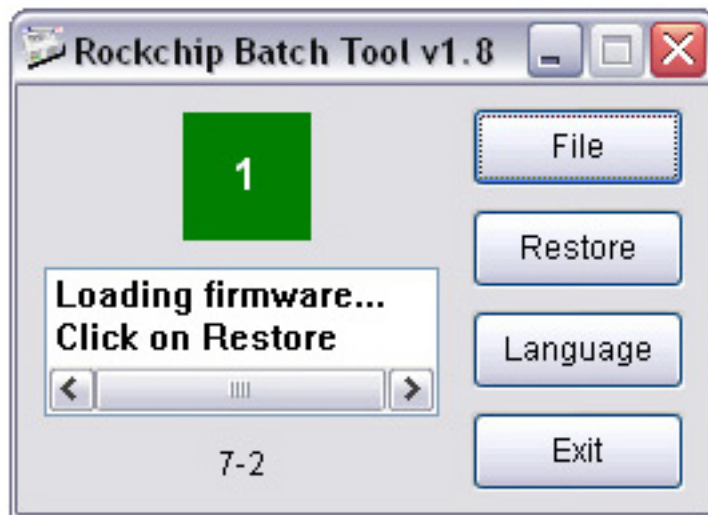 Rockchip Batch Tool v1.8
1
File
Loading firmware...
Click on Restore
Restore
Language
7-2
Exit